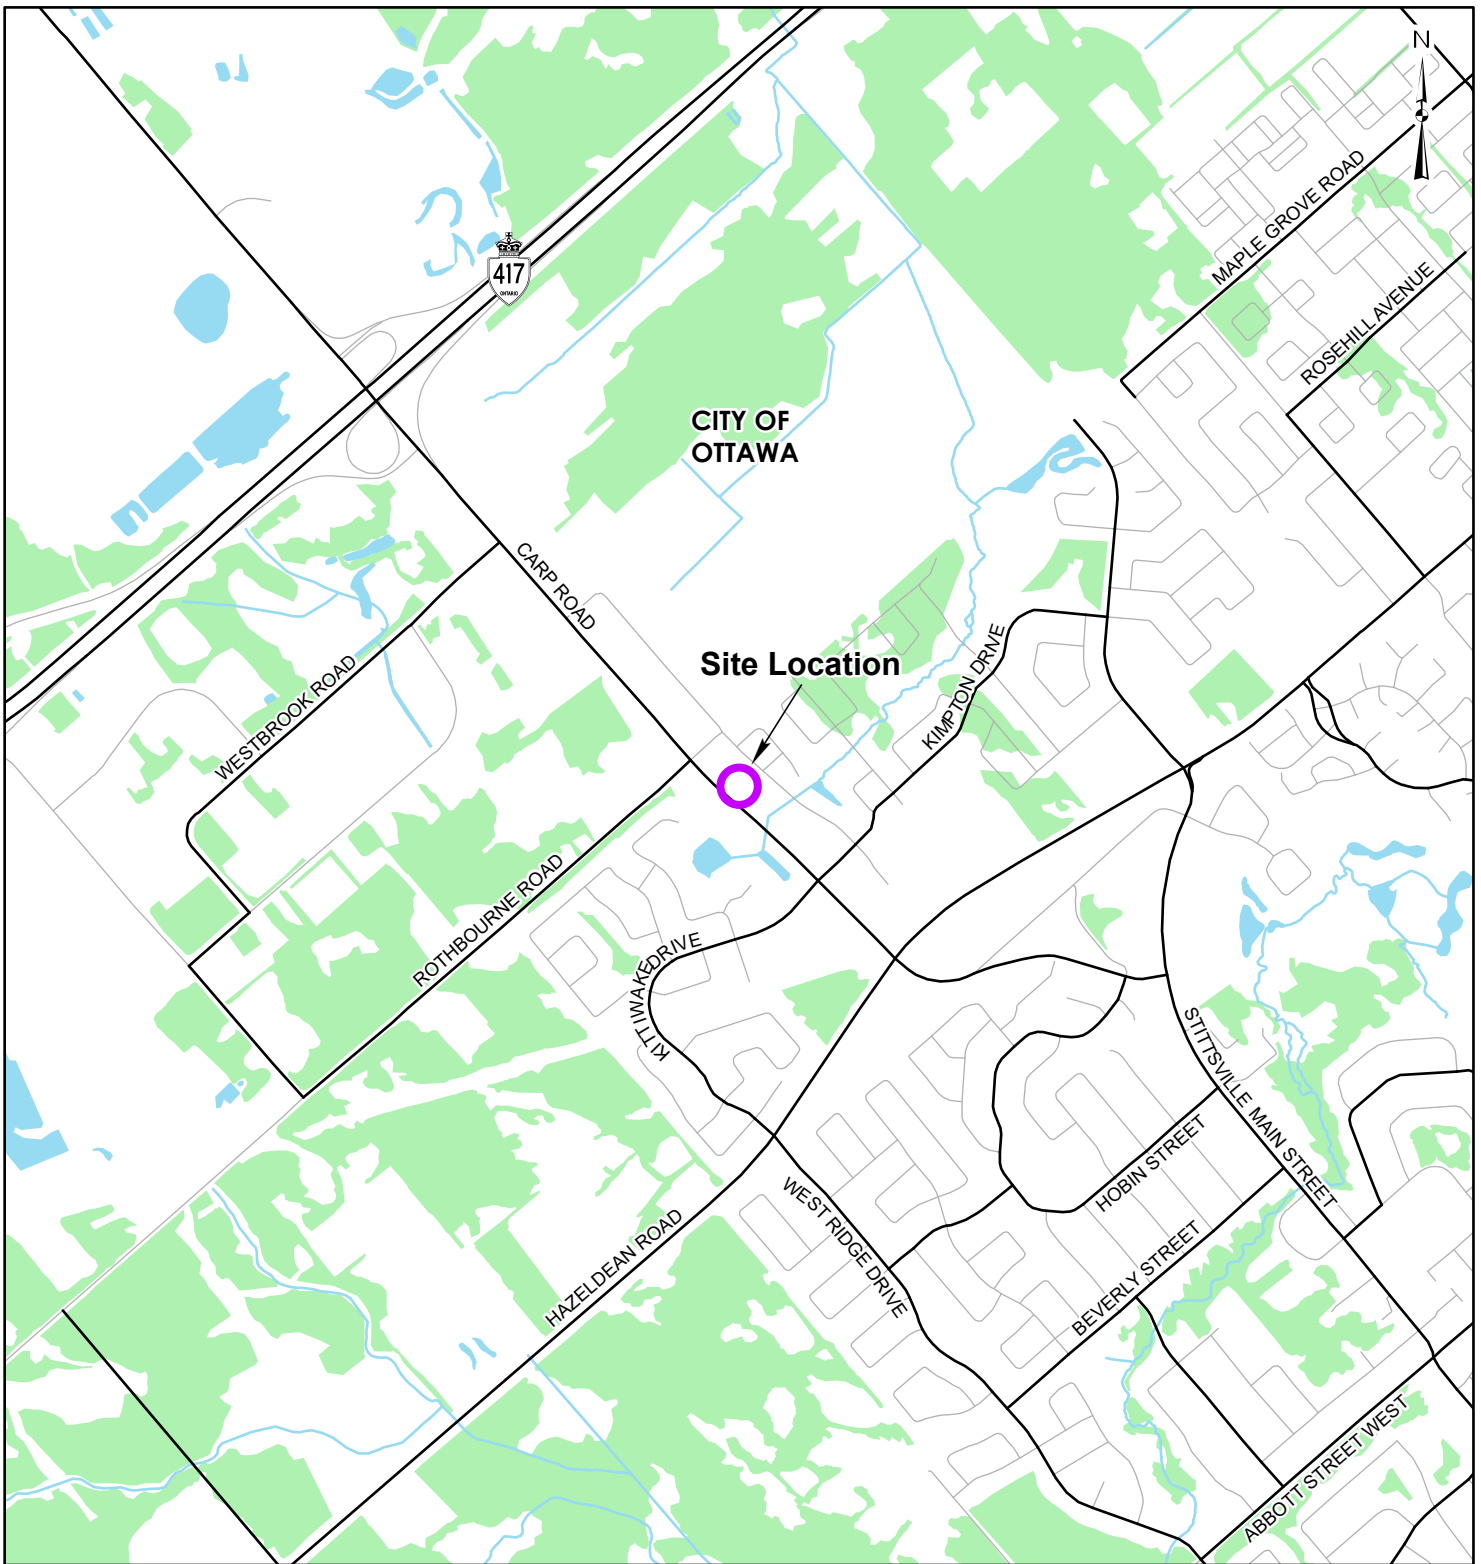 N
MAPLE GROVE ROAD
ROSEHILL AVENUE
417
ONTARIO
CITY OF
OTTAWA
CARP ROAD
Site Location
KIMPTON DRIVE
WESTBROOK ROAD
ROTHBOURNE ROAD
KITTIWAKE DRIVE
STITTSVILLE MAIN STREET
HOBIN STREET
WEST RIDGE DRIVE
HAZELDEAN ROAD
BEVERLY STREET
ABBOTT STREET WEST